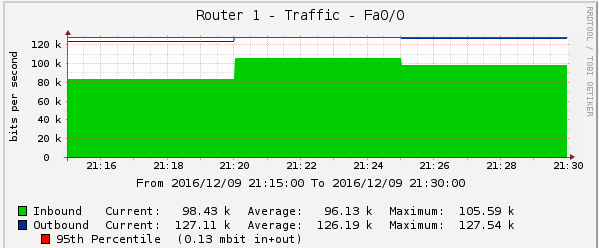 Router 1 - Traffic - Fa0/0
RRDTOOL / TOBI OETIKER
bits per second
120 k
100 k
80 k
60 k
40 k
20 k
0
21:16 21:18 21:20 21:22 21:24 21:26 21:28 21:30
From 2016/12/09 21:15:00 To 2016/12/09 21:30:00
Inbound Current: 98.43 k Average: 96.13 k Maximum: 105.59 k
Outbound Current: 127.11 k Average: 126.19 k Maximum: 127.54 k
95th Percentile (0.13 mbit in+out)